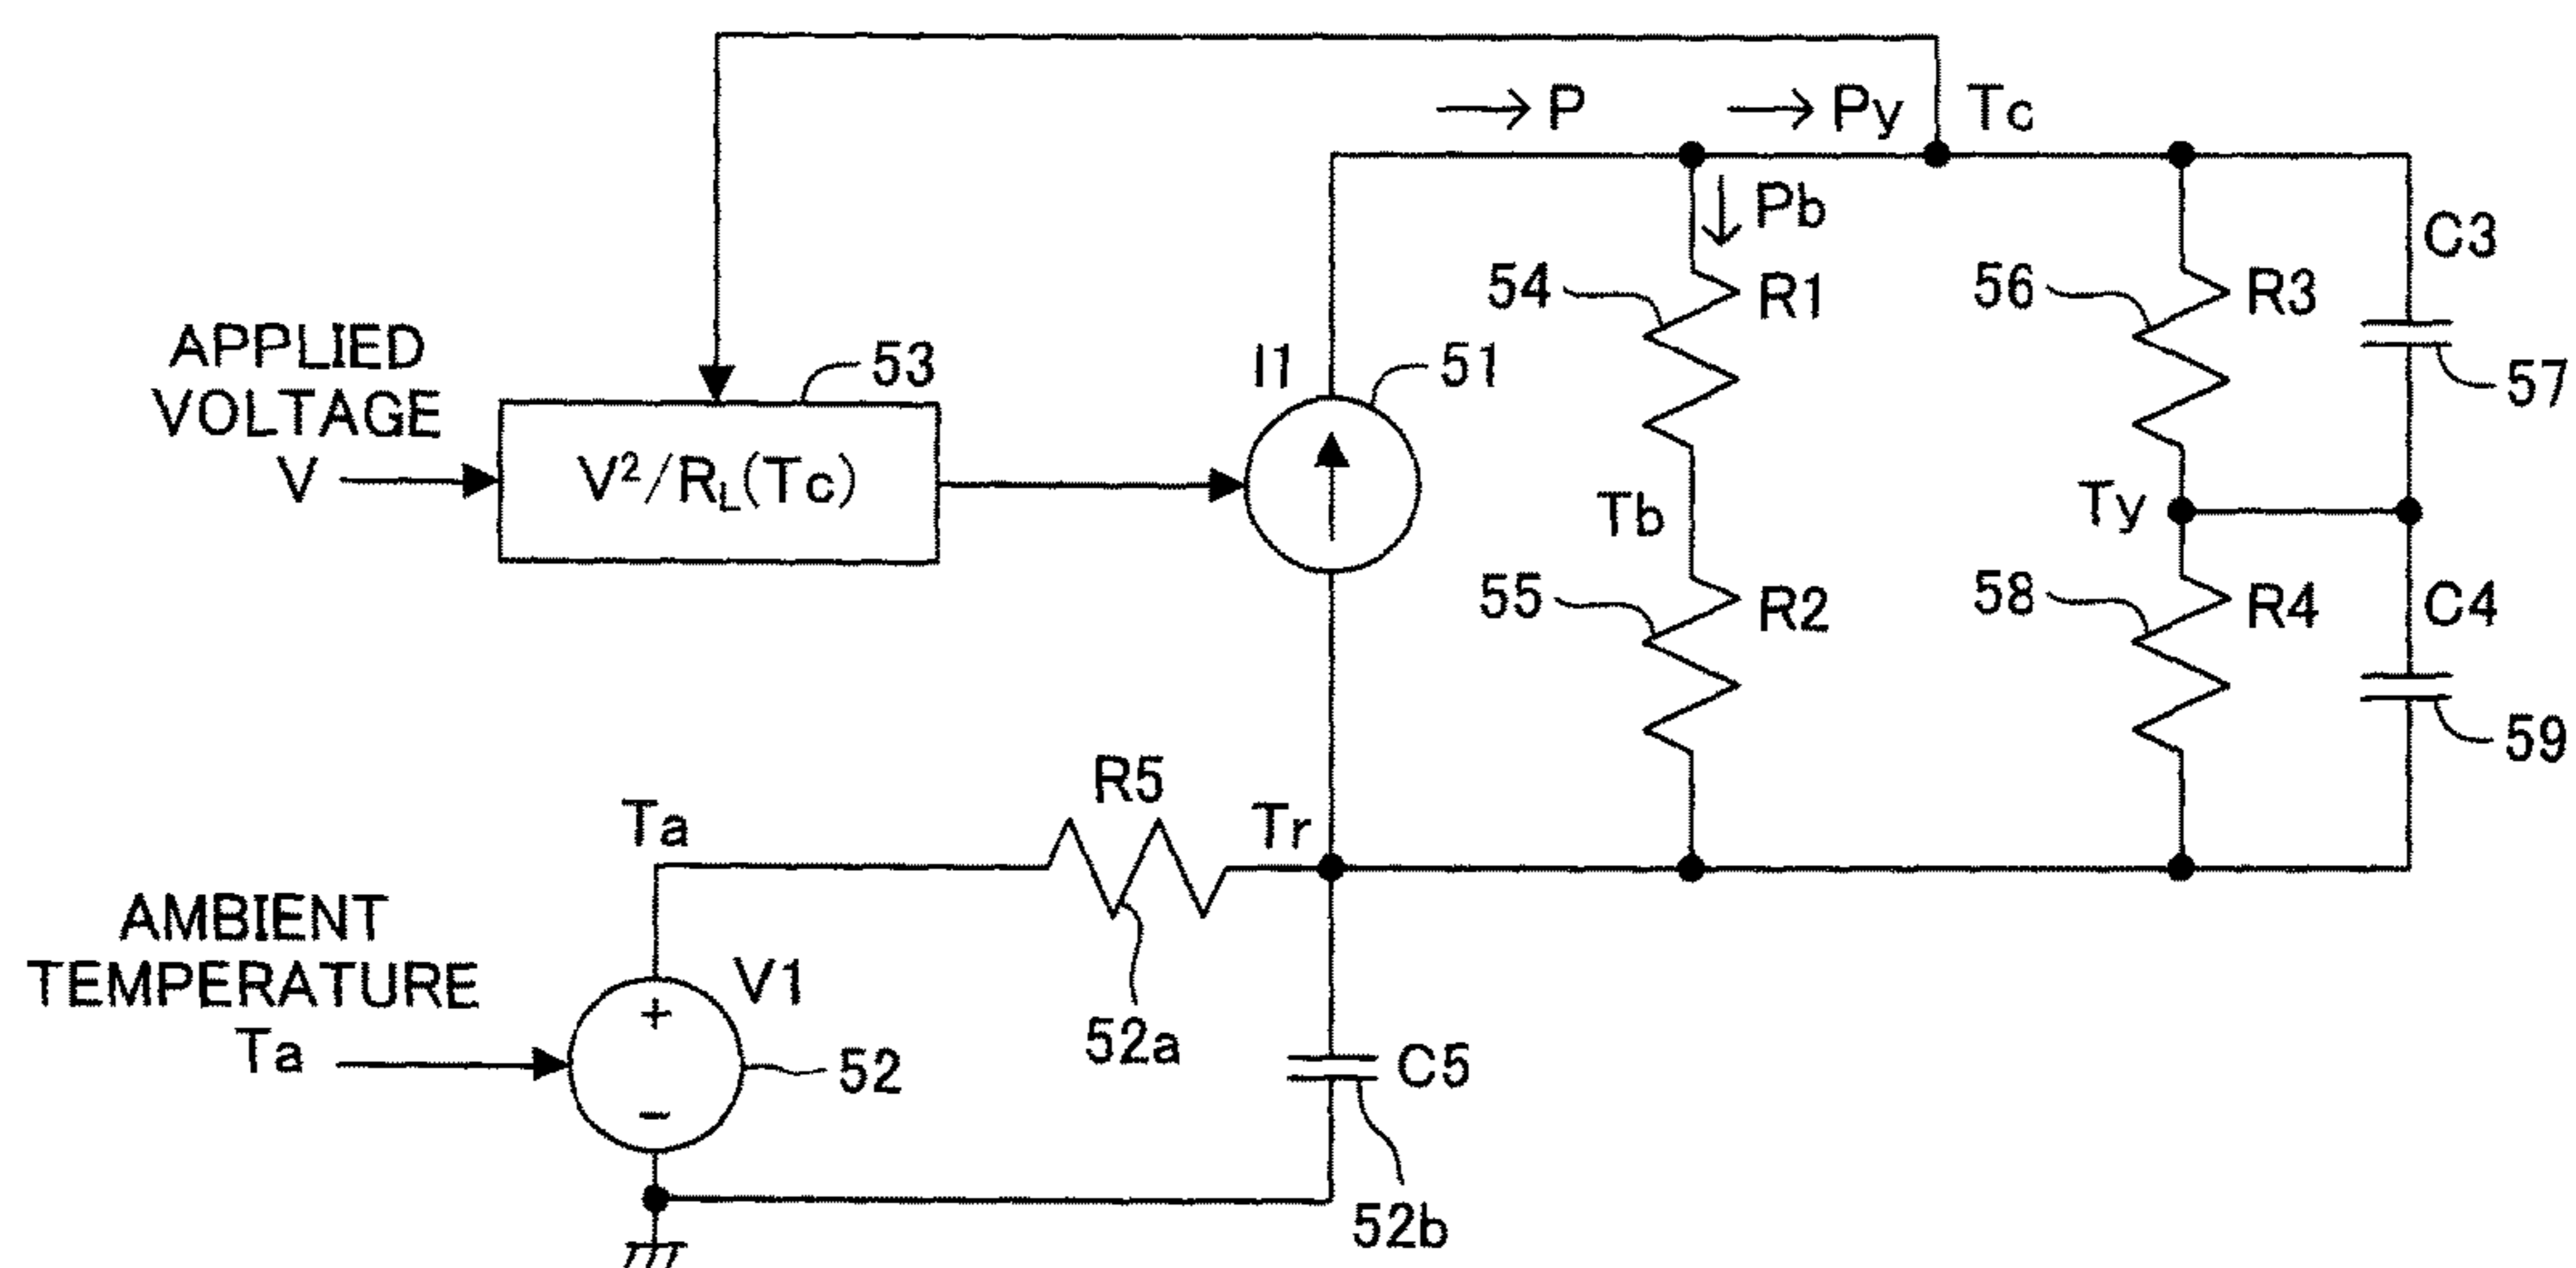 P
Py
Tc
Pb
C3
54
R1
56
R3
APPLIED
VOLTAGE
V
53
I1
51
57
V²/R_L(Tc)
Tb
Ty
55
R2
58
R4
C4
59
R5
Ta
Tr
AMBIENT
TEMPERATURE
Ta
V1
+
−
52
52a
C5
52b